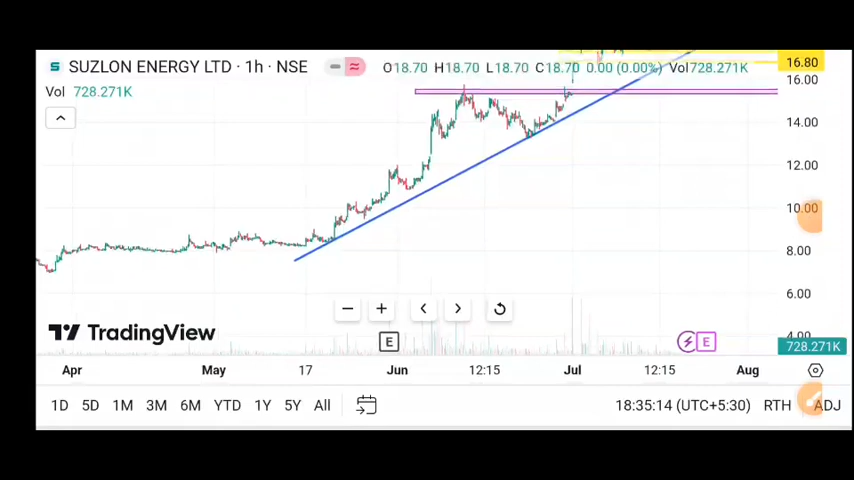 SUZLON ENERGY LTD · 1h · NSE
O18.70 H18.70 L18.70 C18.70 0.00 (0.00%) Vol728.271K
Vol 728.271K
16.80
16.00
14.00
12.00
10.00
8.00
6.00
4.00
728.271K
E
E
TradingView
Apr May 17 Jun 12:15 Jul 12:15 Aug
1D 5D 1M 3M 6M YTD 1Y 5Y All
18:35:14 (UTC+5:30) RTH ADJ